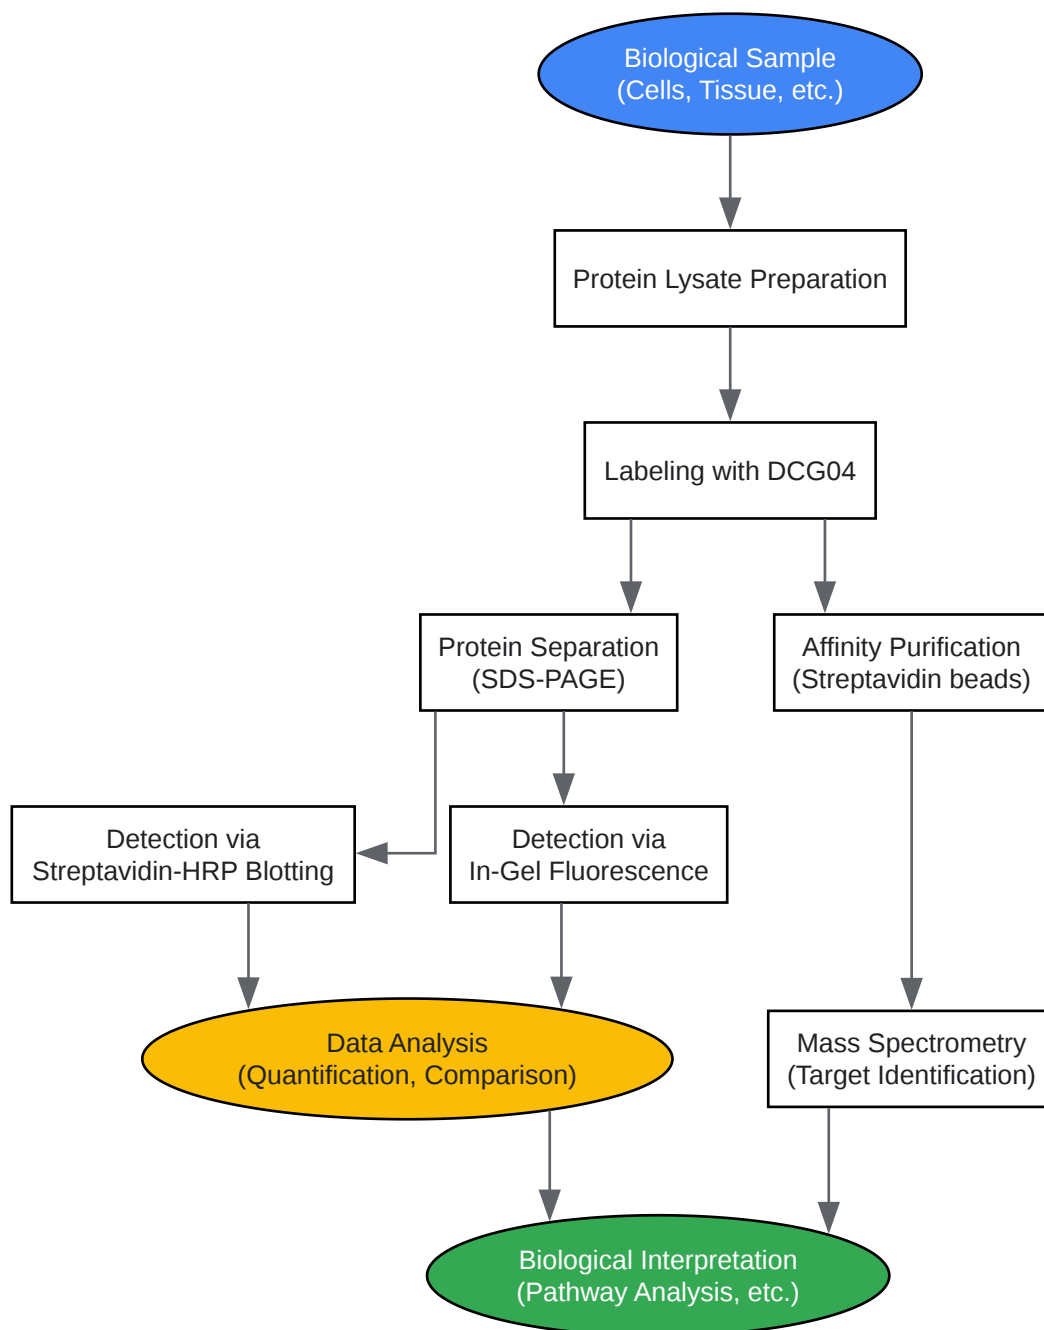 Biological Sample
(Cells, Tissue, etc.)
Protein Lysate Preparation
Labeling with DCG04
Protein Separation
(SDS-PAGE)
Affinity Purification
(Streptavidin beads)
Detection via
Streptavidin-HRP Blotting
Detection via
In-Gel Fluorescence
Data Analysis
(Quantification, Comparison)
Mass Spectrometry
(Target Identification)
Biological Interpretation
(Pathway Analysis, etc.)